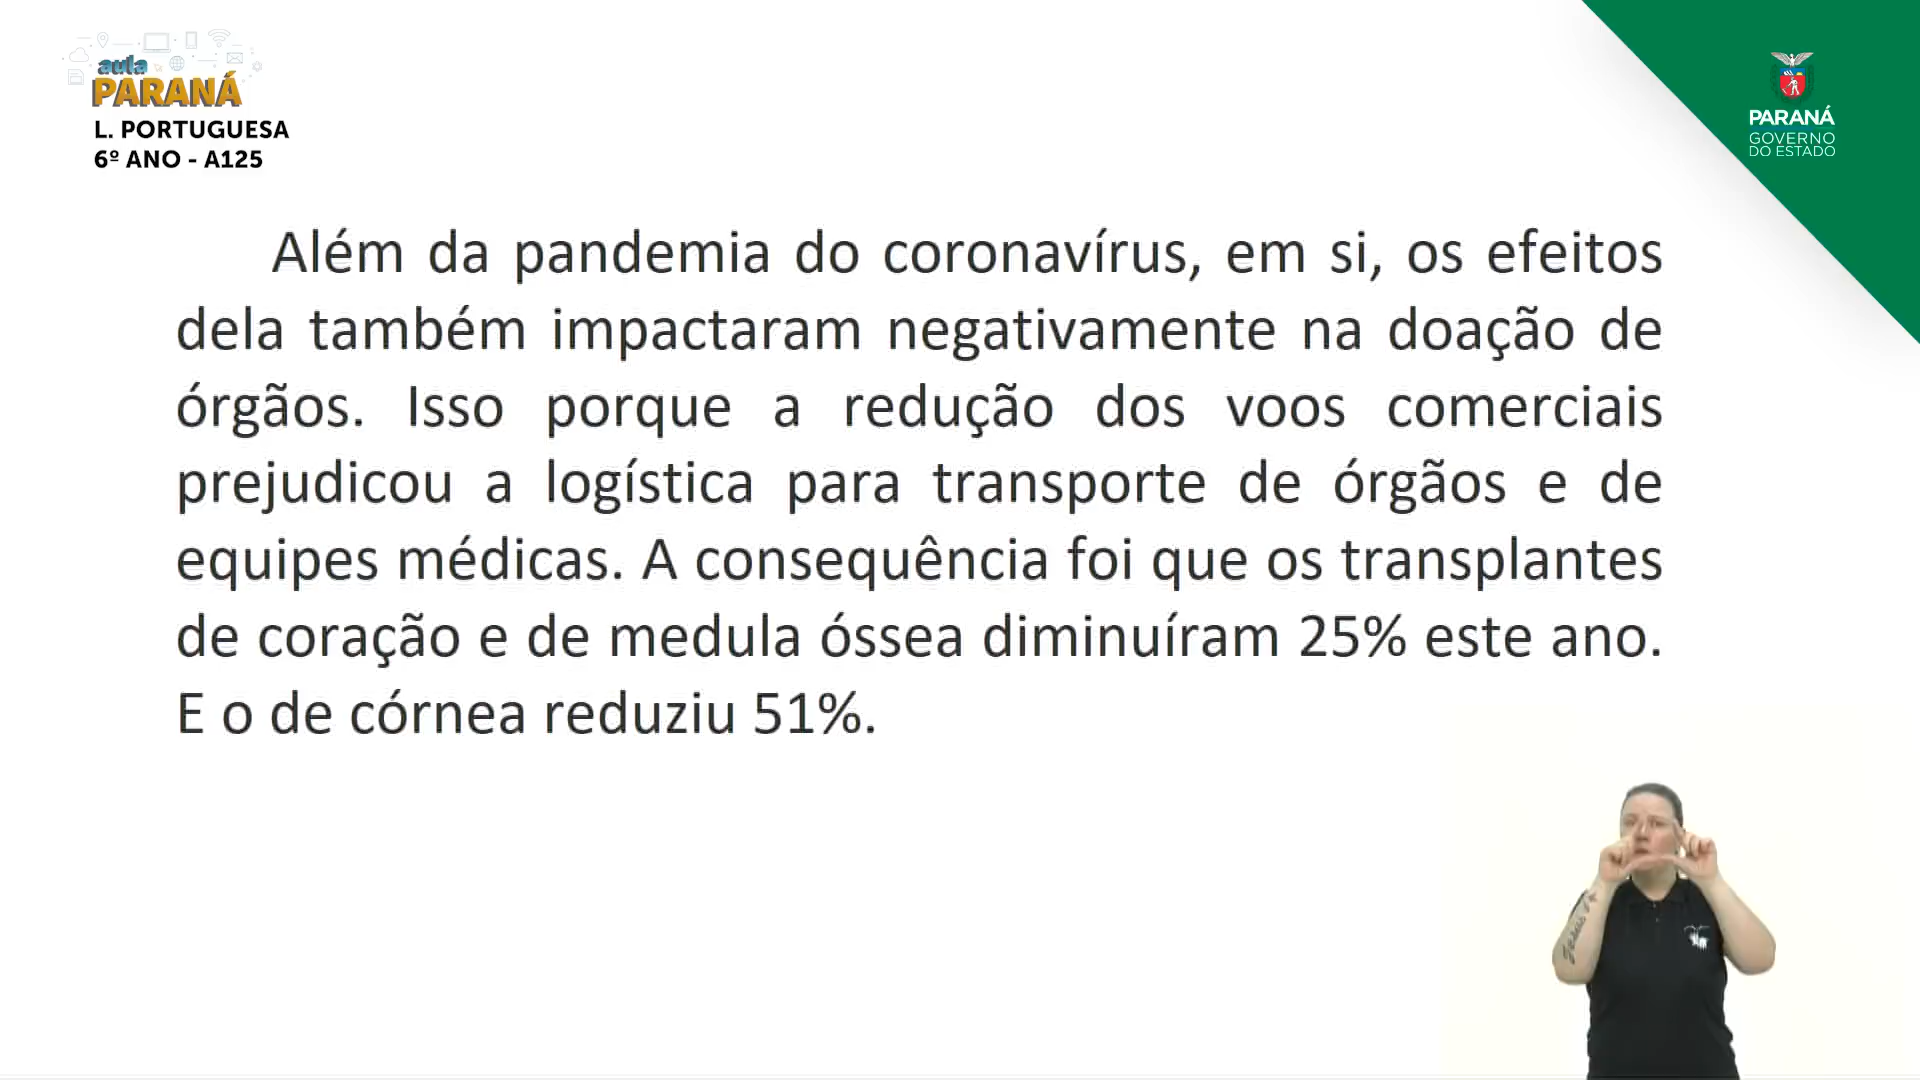 aula
PARANÁ
L. PORTUGUESA
6º ANO - A125
PARANÁ
GOVERNO
DO ESTADO
Além da pandemia do coronavírus, em si, os efeitos
dela também impactaram negativamente na doação de
órgãos. Isso porque a redução dos voos comerciais
prejudicou a logística para transporte de órgãos e de
equipes médicas. A consequência foi que os transplantes
de coração e de medula óssea diminuíram 25% este ano.
E o de córnea reduziu 51%.
Jesus